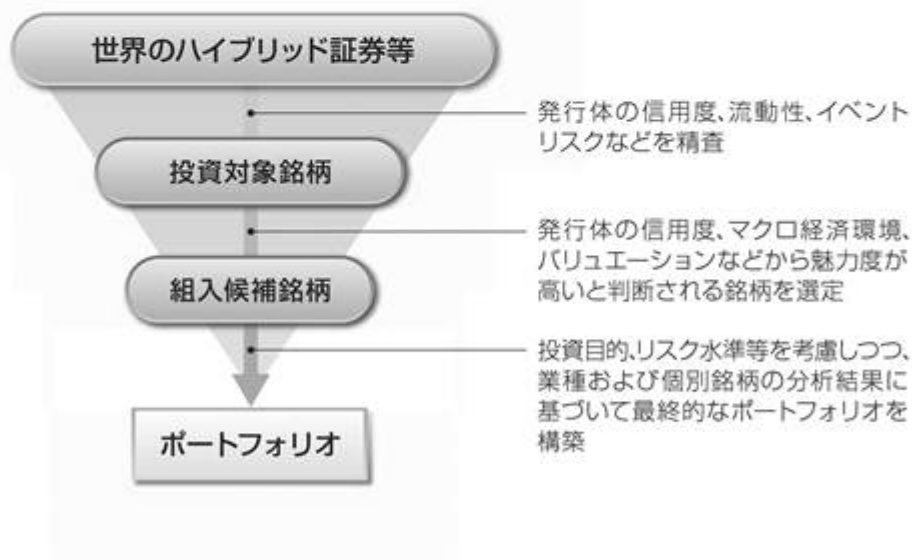 世界のハイブリッド証券等
発行体の信用度、流動性、イベント
リスクなどを精査
投資対象銘柄
発行体の信用度、マクロ経済環境、
バリュエーションなどから魅力度が
高いと判断される銘柄を選定
組入候補銘柄
投資目的、リスク水準等を考慮しつつ、
業種および個別銘柄の分析結果に
基づいて最終的なポートフォリオを
構築
ポートフォリオ